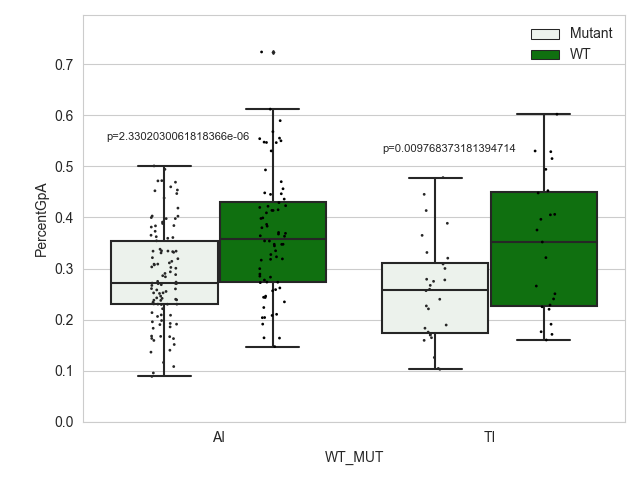 Mutant
WT
0.7
0.6
p=2.3302030061818366e-06
p=0.009768373181394714
0.5
0.4
0.3
0.2
0.1
0.0
PercentGpA
AI
TI
WT_MUT